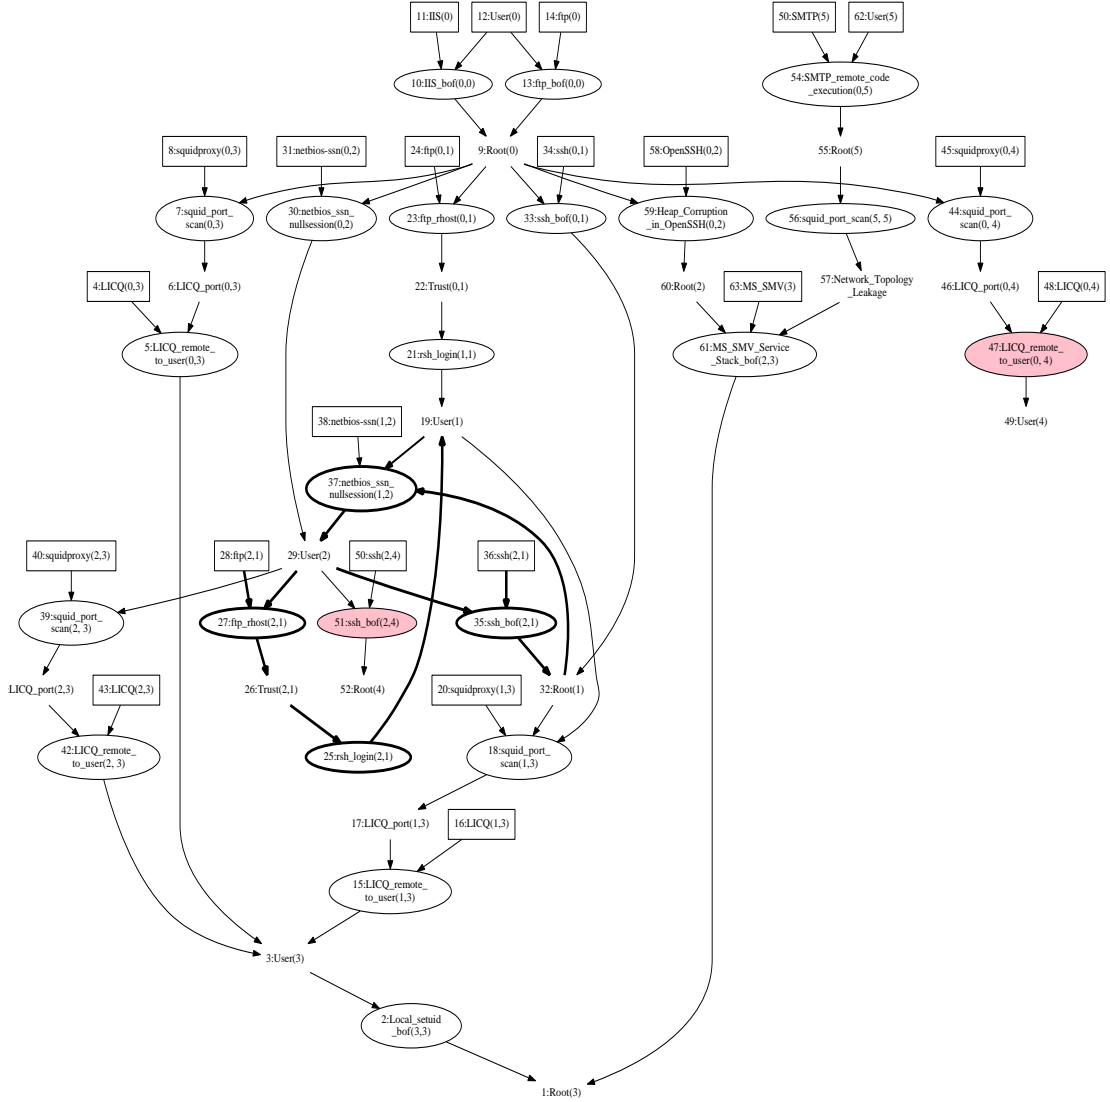 11:IIS(0)
12:User(0)
14:ftp(0)
50:SMTP(5)
62:User(5)
10:IIS_bof(0,0)
13:ftp_bof(0,0)
54:SMTP_remote_code
_execution(0,5)
8:squidproxy(0,3)
31:netbios-ssn(0,2)
24:ftp(0,1)
9:Root(0)
34:ssh(0,1)
58:OpenSSH(0,2)
55:Root(5)
45:squidproxy(0,4)
7:squid_port_
scan(0,3)
30:netbios_ssn_
nullsession(0,2)
23:ftp_rhost(0,1)
33:ssh_bof(0,1)
59:Heap_Corruption
_in_OpenSSH(0,2)
56:squid_port_scan(5, 5)
44:squid_port_
scan(0, 4)
4:LICQ(0,3)
6:LICQ_port(0,3)
22:Trust(0,1)
60:Root(2)
63:MS_SMV(3)
57:Network_Topology
_Leakage
46:LICQ_port(0,4)
48:LICQ(0,4)
5:LICQ_remote_
to_user(0,3)
21:rsh_login(1,1)
61:MS_SMV_Service
_Stack_bof(2,3)
47:LICQ_remote_
to_user(0, 4)
38:netbios-ssn(1,2)
19:User(1)
49:User(4)
37:netbios_ssn_
nullsession(1,2)
40:squidproxy(2,3)
28:ftp(2,1)
29:User(2)
50:ssh(2,4)
36:ssh(2,1)
39:squid_port_
scan(2, 3)
27:ftp_rhost(2,1)
51:ssh_bof(2,4)
35:ssh_bof(2,1)
:LICQ_port(2,3)
43:LICQ(2,3)
26:Trust(2,1)
52:Root(4)
20:squidproxy(1,3)
32:Root(1)
42:LICQ_remote_
to_user(2, 3)
25:rsh_login(2,1)
18:squid_port_
scan(1,3)
17:LICQ_port(1,3)
16:LICQ(1,3)
15:LICQ_remote_
to_user(1,3)
3:User(3)
2:Local_setuid
_bof(3,3)
1:Root(3)